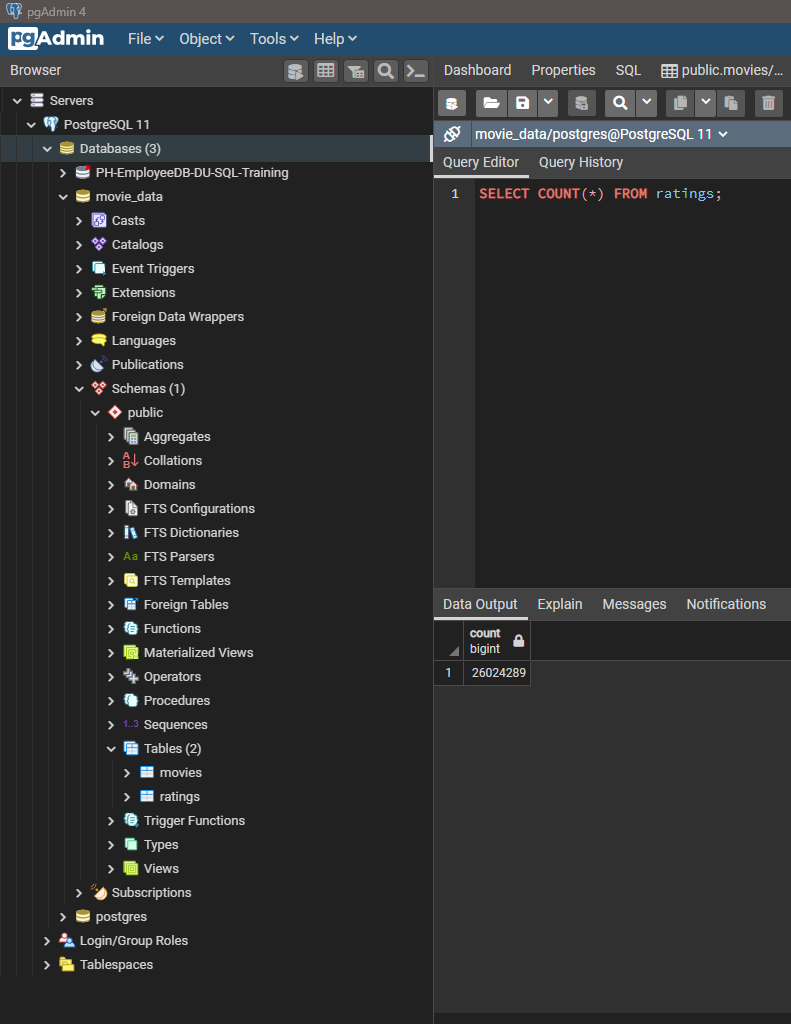 pgAdmin 4
pgAdmin File Object Tools Help
Browser
Servers
PostgreSQL 11
Databases (3)
PH-EmployeeDB-DU-SQL-Training
movie_data
Casts
Catalogs
Event Triggers
Extensions
Foreign Data Wrappers
Languages
Publications
Schemas (1)
public
Aggregates
A
B
Collations
Domains
FTS Configurations
FTS Dictionaries
Aa FTS Parsers
FTS Templates
Foreign Tables
Functions
Materialized Views
Operators
Procedures
1..3 Sequences
Tables (2)
movies
ratings
Trigger Functions
Types
Views
Subscriptions
postgres
Login/Group Roles
Tablespaces
Dashboard Properties SQL public.movies/...
movie_data/postgres@PostgreSQL 11
Query Editor Query History
1 SELECT COUNT(*) FROM ratings;
Data Output Explain Messages Notifications
count
bigint
1 26024289